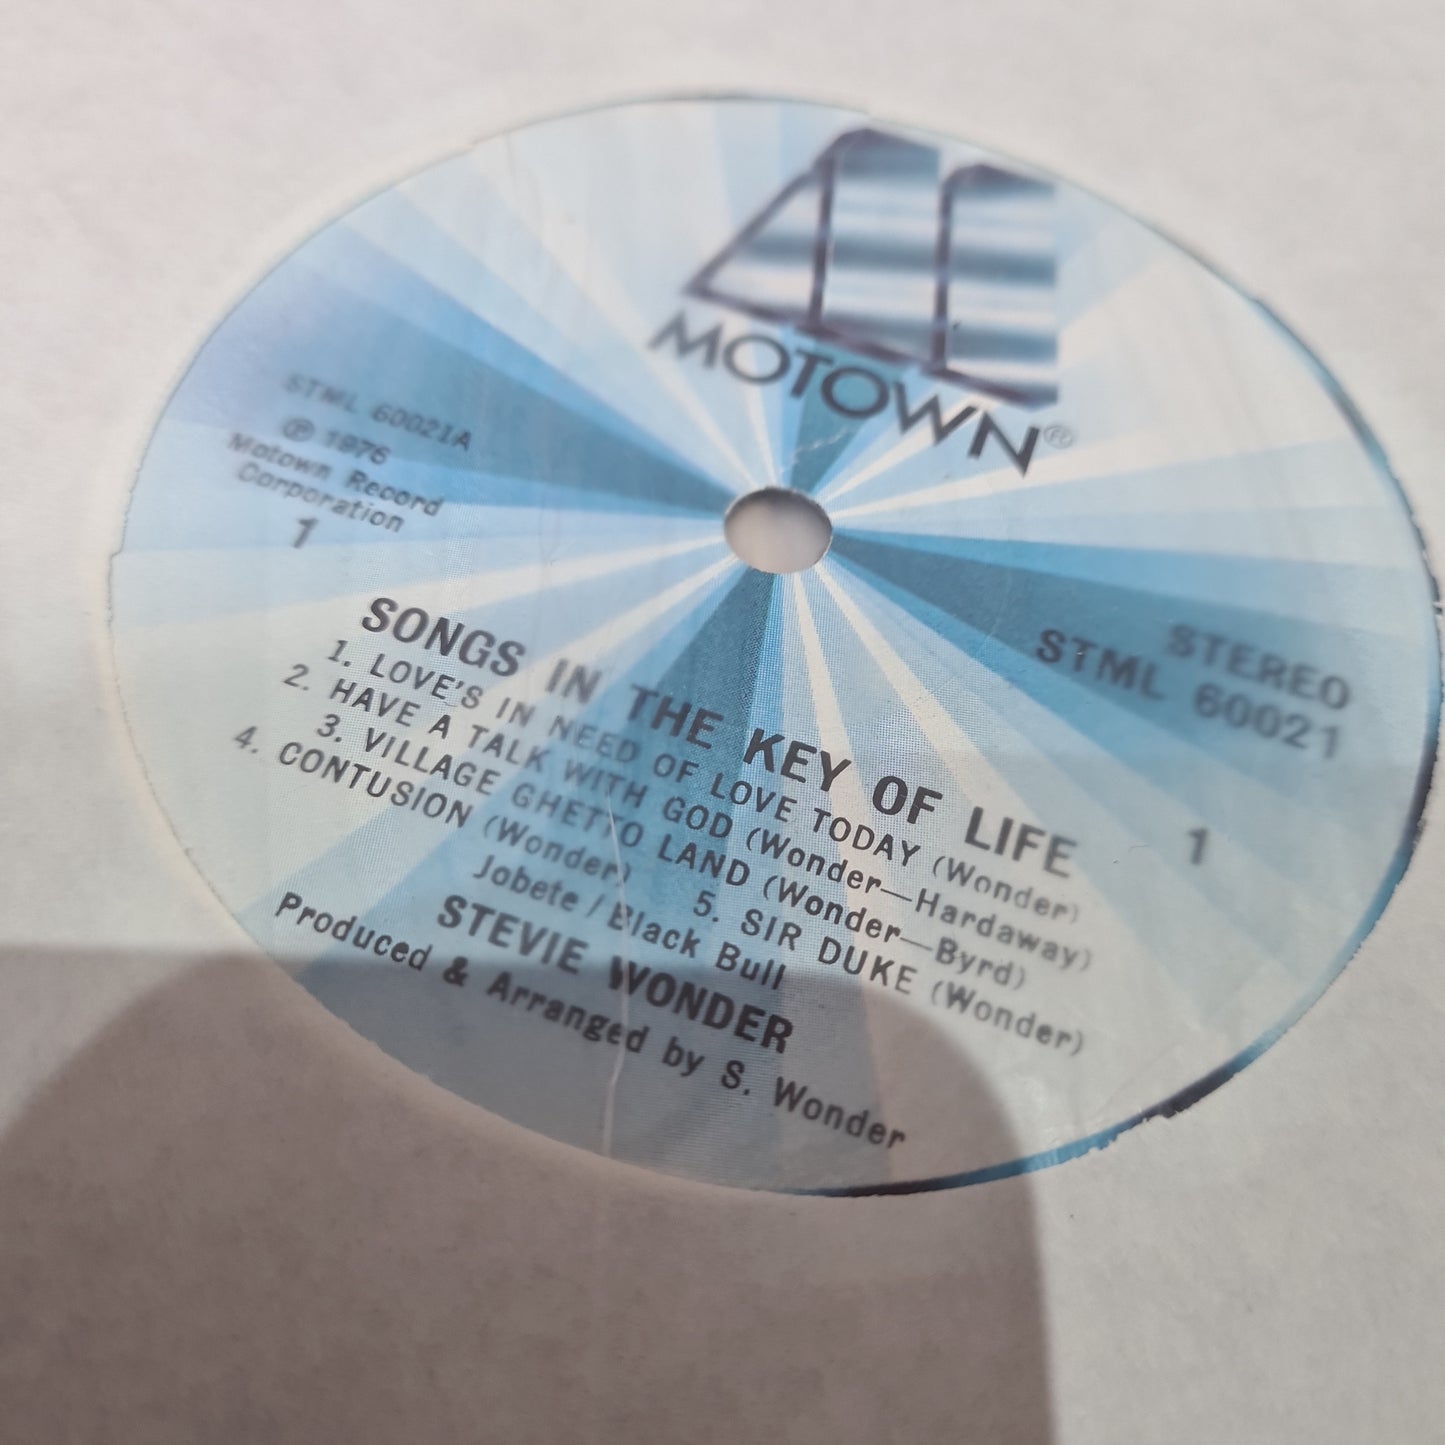 MOTOWN®
STML 60021A
℗ 1976
Motown Record
Corporation
1
STEREO
STML 60021
1
SONGS IN THE KEY OF LIFE
1. LOVE'S IN NEED OF LOVE TODAY (Wonder)
2. HAVE A TALK WITH GOD (Wonder—Hardaway)
3. VILLAGE GHETTO LAND (Wonder—Byrd)
4. CONTUSION (Wonder) 5. SIR DUKE (Wonder)
Jobete / Black Bull
STEVIE WONDER
Produced & Arranged by S. Wonder